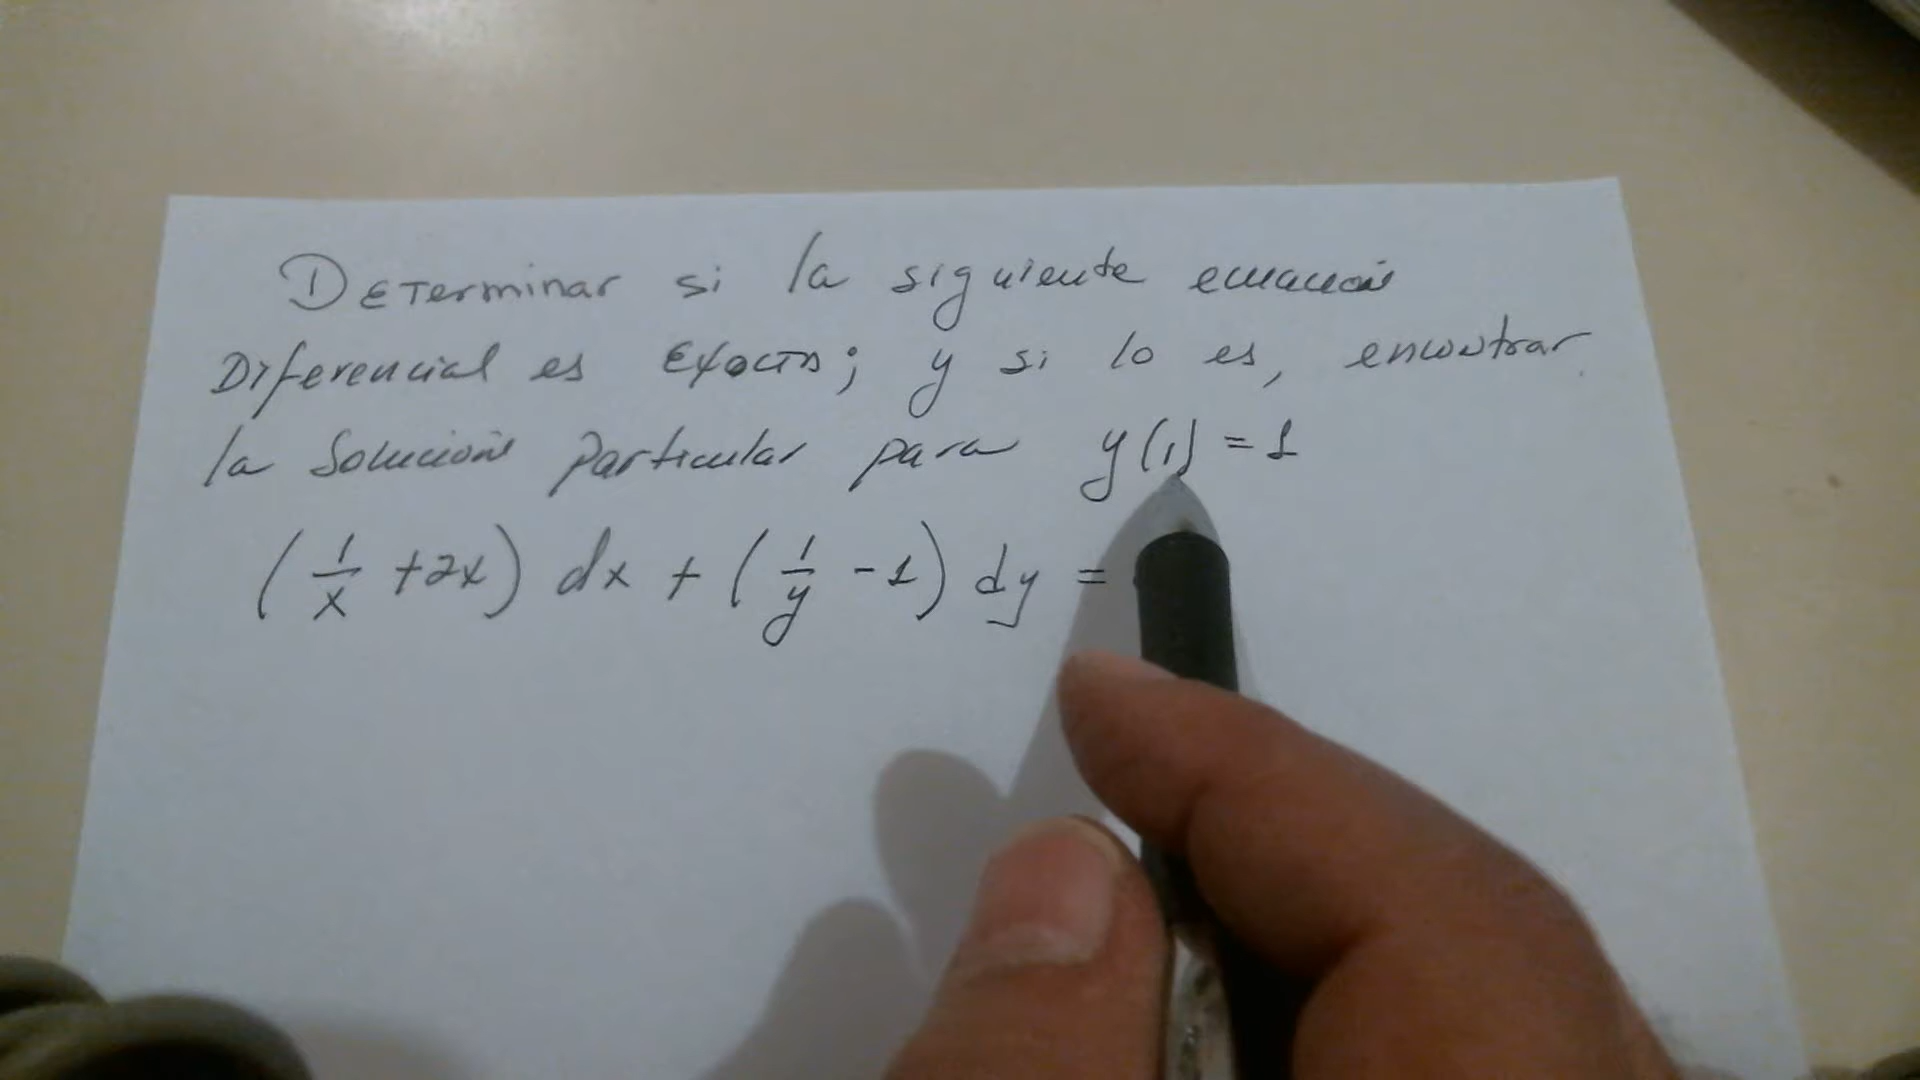 Determinar si la siguiente ecuación
Diferencial es Exacta; y si lo es, encontrar
la Solución Particular para y(1) = 1
(1/x + 2x) dx + (1/y - 1) dy =